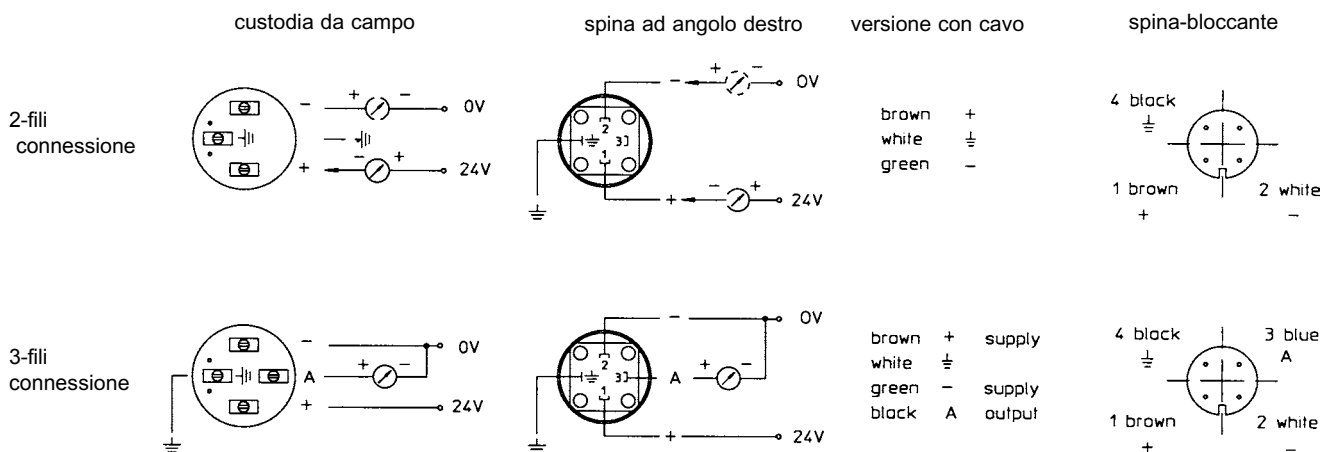 custodia da campo
spina ad angolo destro
versione con cavo
spina-bloccante
2-fili
connessione
− + − 0V
+ − + 24V
− + − 0V
2
3
1
+ − + 24V
brown +
white
green −
4 black
1 brown
+
2 white
−
3-fili
connessione
− 0V
A + −
+ 24V
− 0V
2
3 A + −
1
+ 24V
brown + supply
white
green − supply
black A output
4 black
3 blue
A
1 brown
+
2 white
−